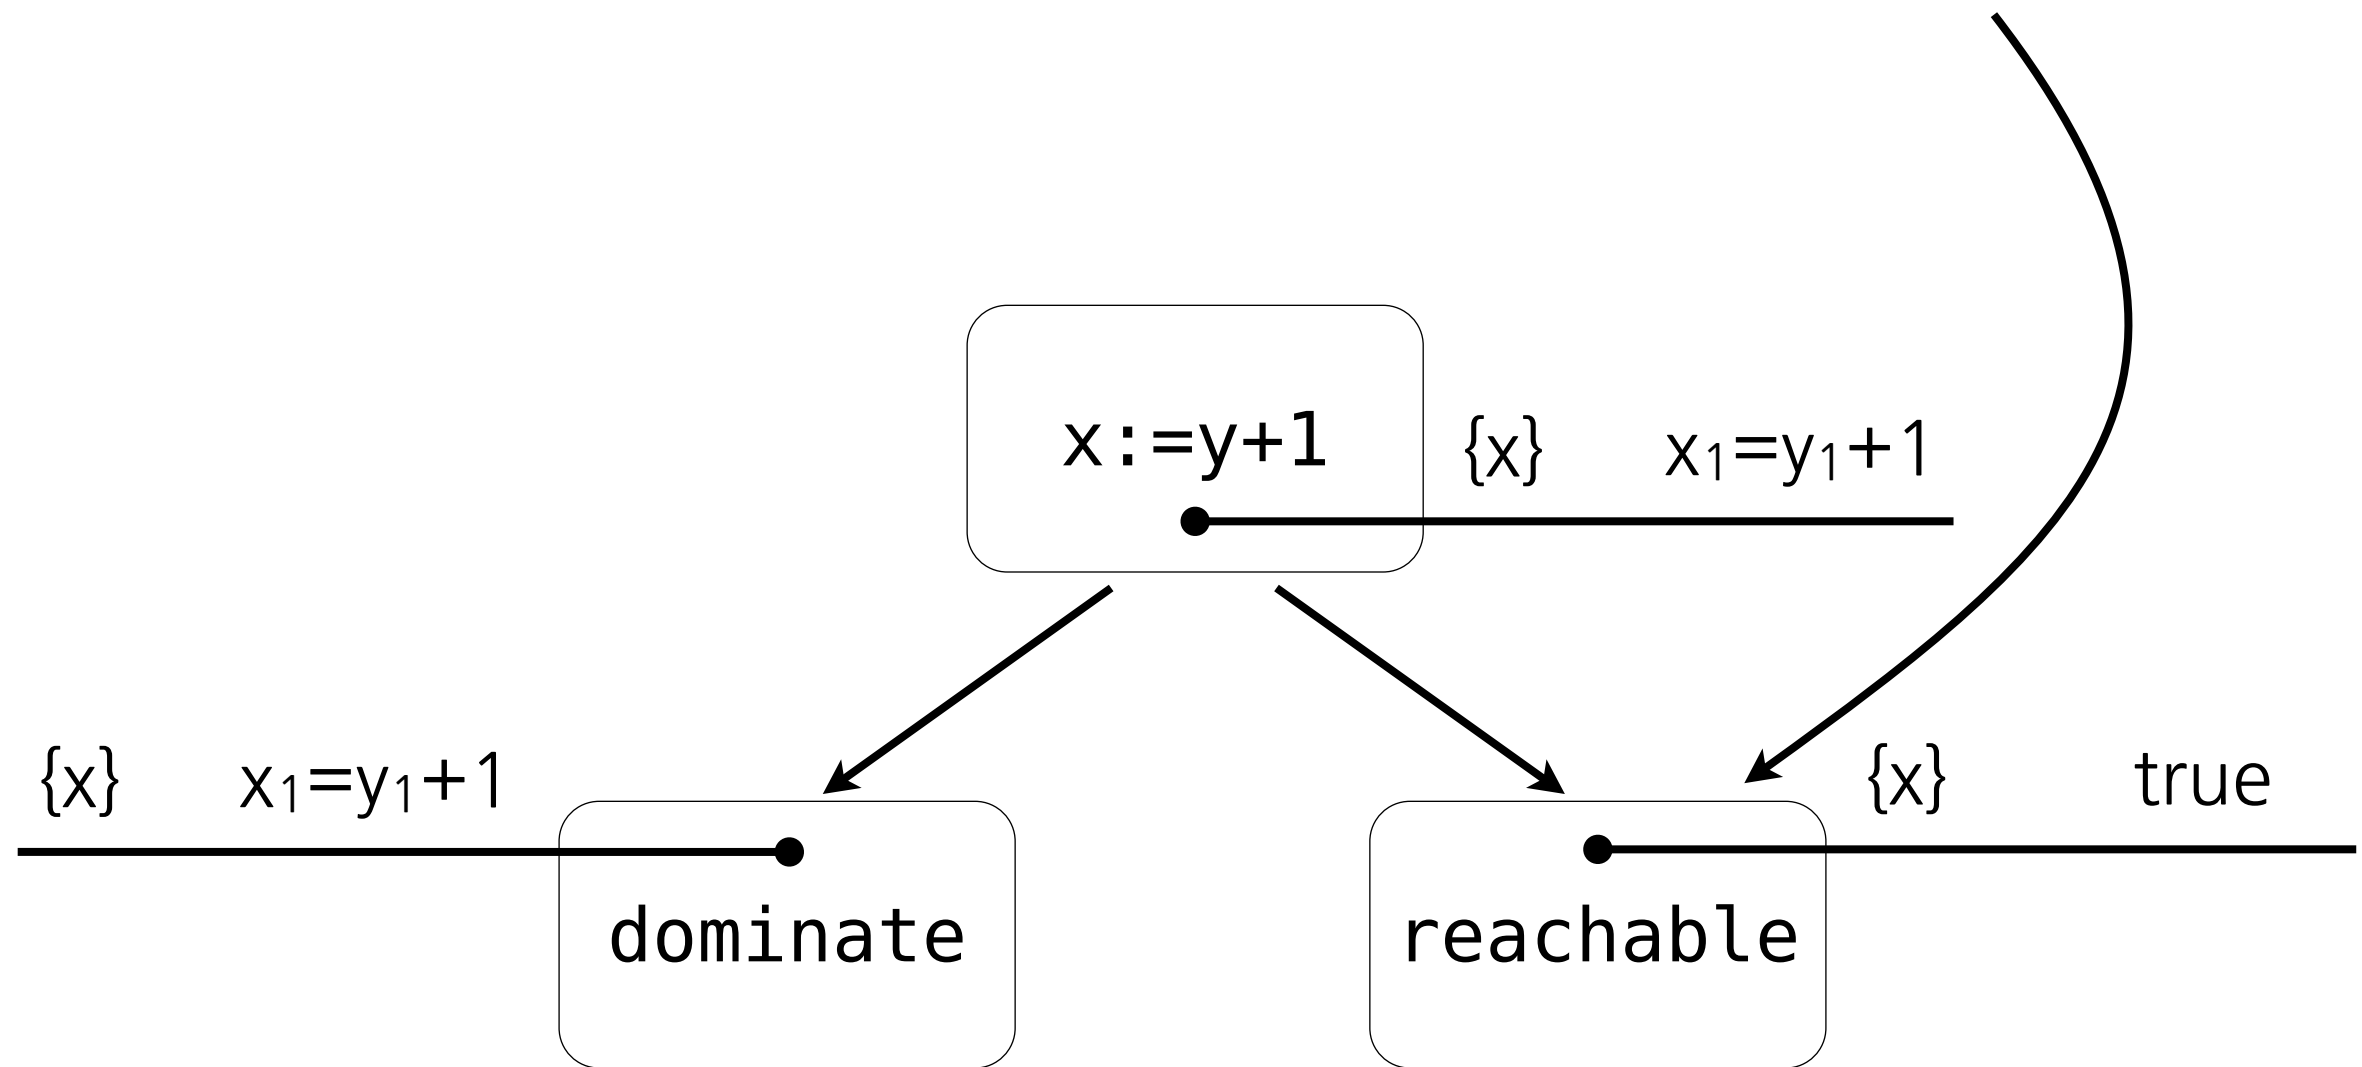 x:=y+1
{x} x₁=y₁+1
{x} x₁=y₁+1
{x} true
dominate
reachable